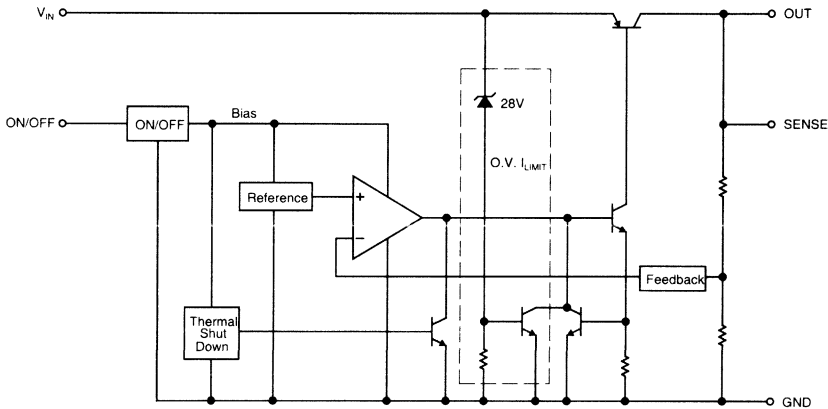 V_IN
OUT
28V
ON/OFF
ON/OFF
Bias
SENSE
O.V. I_LIMIT
Reference
+
−
Feedback
Thermal
Shut
Down
GND